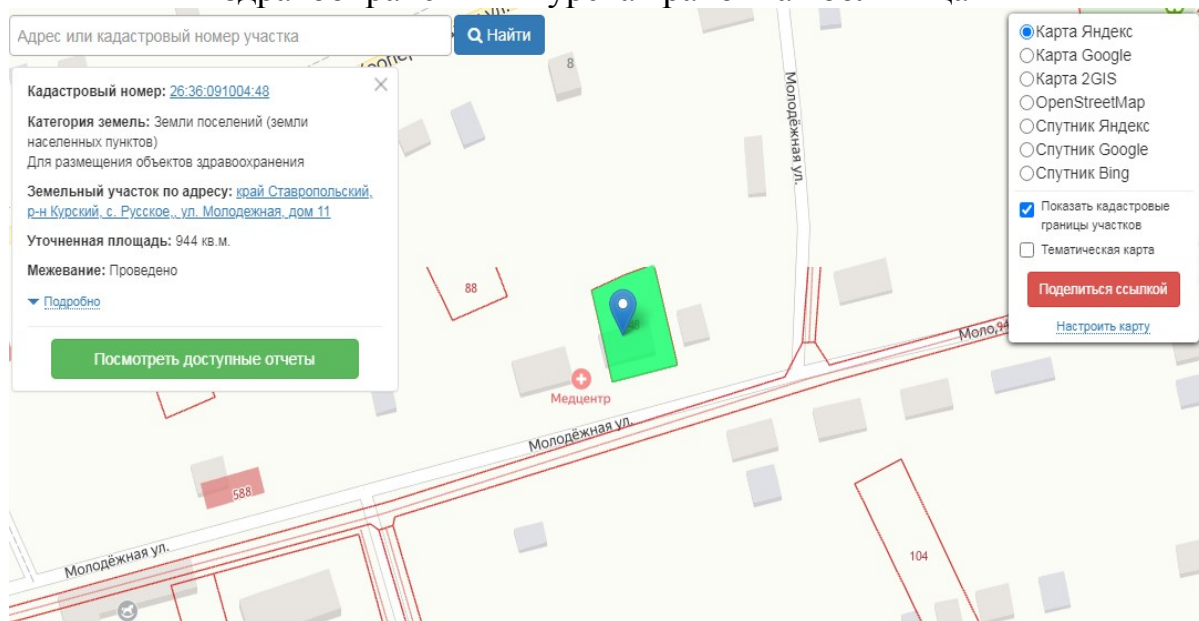 Адрес или кадастровый номер участка
Найти
Кадастровый номер: 26:36:091004:48
Категория земель: Земли поселений (земли
населенных пунктов)
Для размещения объектов здравоохранения
Земельный участок по адресу: край Ставропольский,
р-н Курский, с. Русское,, ул. Молодежная, дом 11
Уточненная площадь: 944 кв.м.
Межевание: Проведено
Подробно
Посмотреть доступные отчеты
8
Молодёжная ул.
88
Медцентр
Молодёжная ул.
588
Молодёжная ул.
104
Карта Яндекс
Карта Google
Карта 2GIS
OpenStreetMap
Спутник Яндекс
Спутник Google
Спутник Bing
Показать кадастровые
границы участков
Тематическая карта
Поделиться ссылкой
Настроить карту